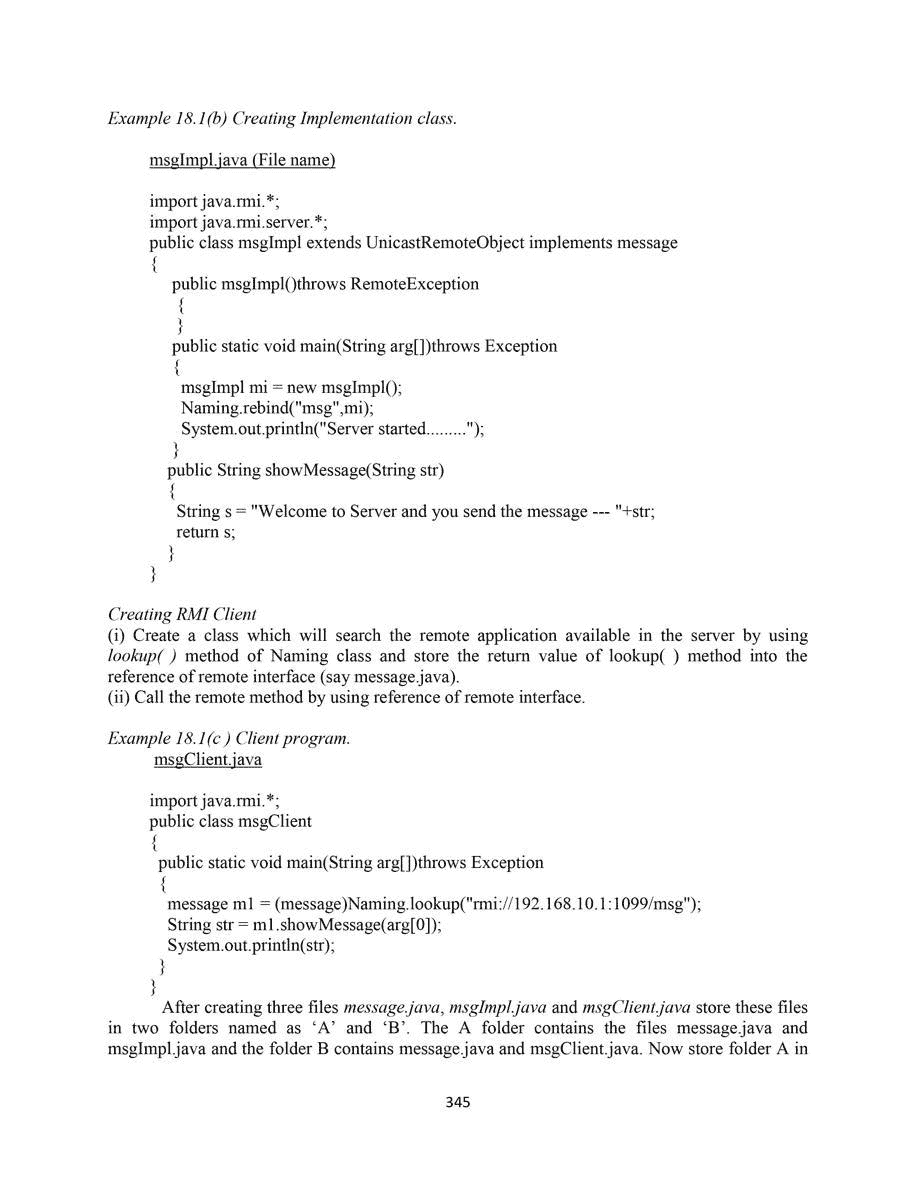 Example 18.1(b) Creating Implementation class.
msgImpl.java (File name)
import java.rmi.*;
import java.rmi.server.*;
public class msgImpl extends UnicastRemoteObject implements message
{
public msgImpl()throws RemoteException
{
}
public static void main(String arg[])throws Exception
{
msgImpl mi = new msgImpl();
Naming.rebind("msg",mi);
System.out.println("Server started.........");
}
public String showMessage(String str)
{
String s = "Welcome to Server and you send the message --- "+str;
return s;
}
}
Creating RMI Client
(i) Create a class which will search the remote application available in the server by using
lookup( ) method of Naming class and store the return value of lookup( ) method into the
reference of remote interface (say message.java).
(ii) Call the remote method by using reference of remote interface.
Example 18.1(c ) Client program.
msgClient.java
import java.rmi.*;
public class msgClient
{
public static void main(String arg[])throws Exception
{
message m1 = (message)Naming.lookup("rmi://192.168.10.1:1099/msg");
String str = m1.showMessage(arg[0]);
System.out.println(str);
}
}
After creating three files message.java, msgImpl.java and msgClient.java store these files
in two folders named as ‘A’ and ‘B’. The A folder contains the files message.java and
msgImpl.java and the folder B contains message.java and msgClient.java. Now store folder A in
345